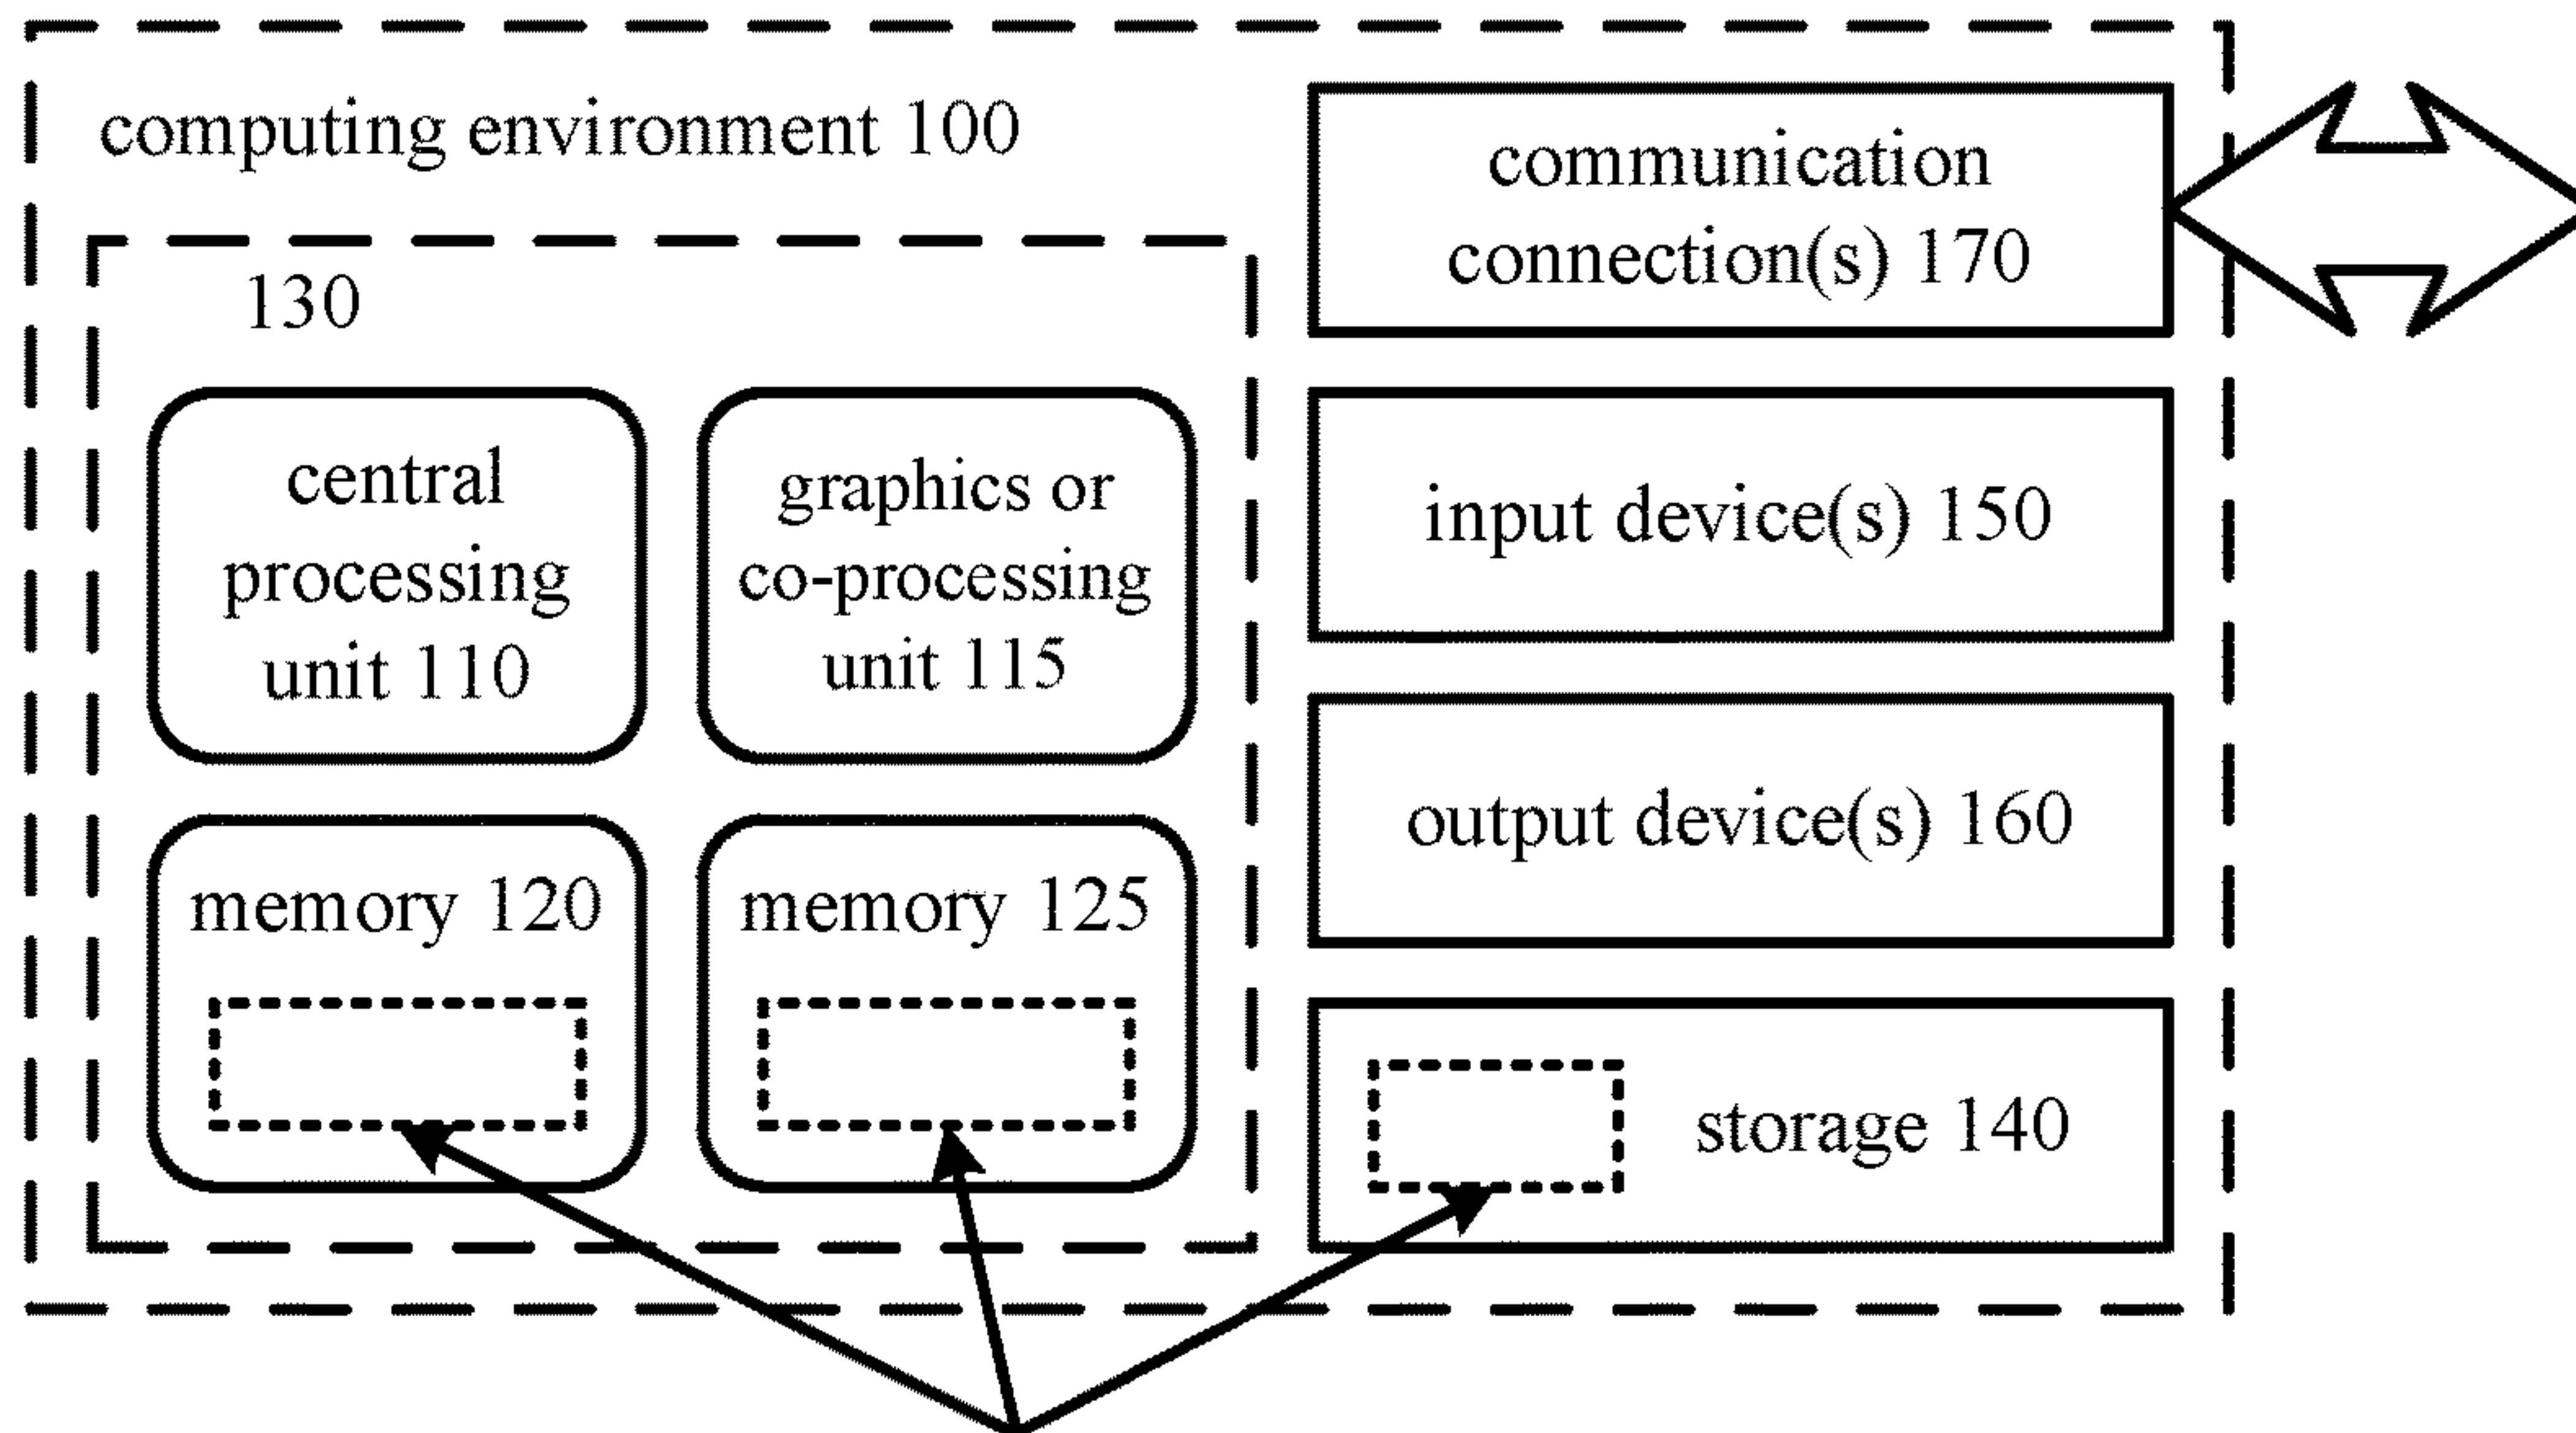 computing environment 100
130
central
processing
unit 110
graphics or
co-processing
unit 115
memory 120
memory 125
communication
connection(s) 170
input device(s) 150
output device(s) 160
storage 140